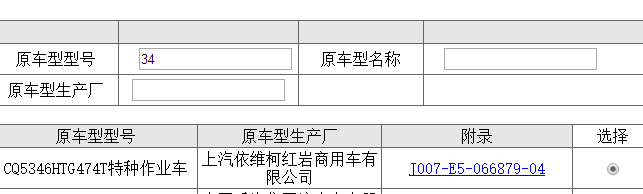 原车型型号 34 原车型名称
原车型生产厂
原车型型号 原车型生产厂 附录 选择
CQ5346HTG474T特种作业车 上汽依维柯红岩商用车有 J007-E5-066879-04
限公司